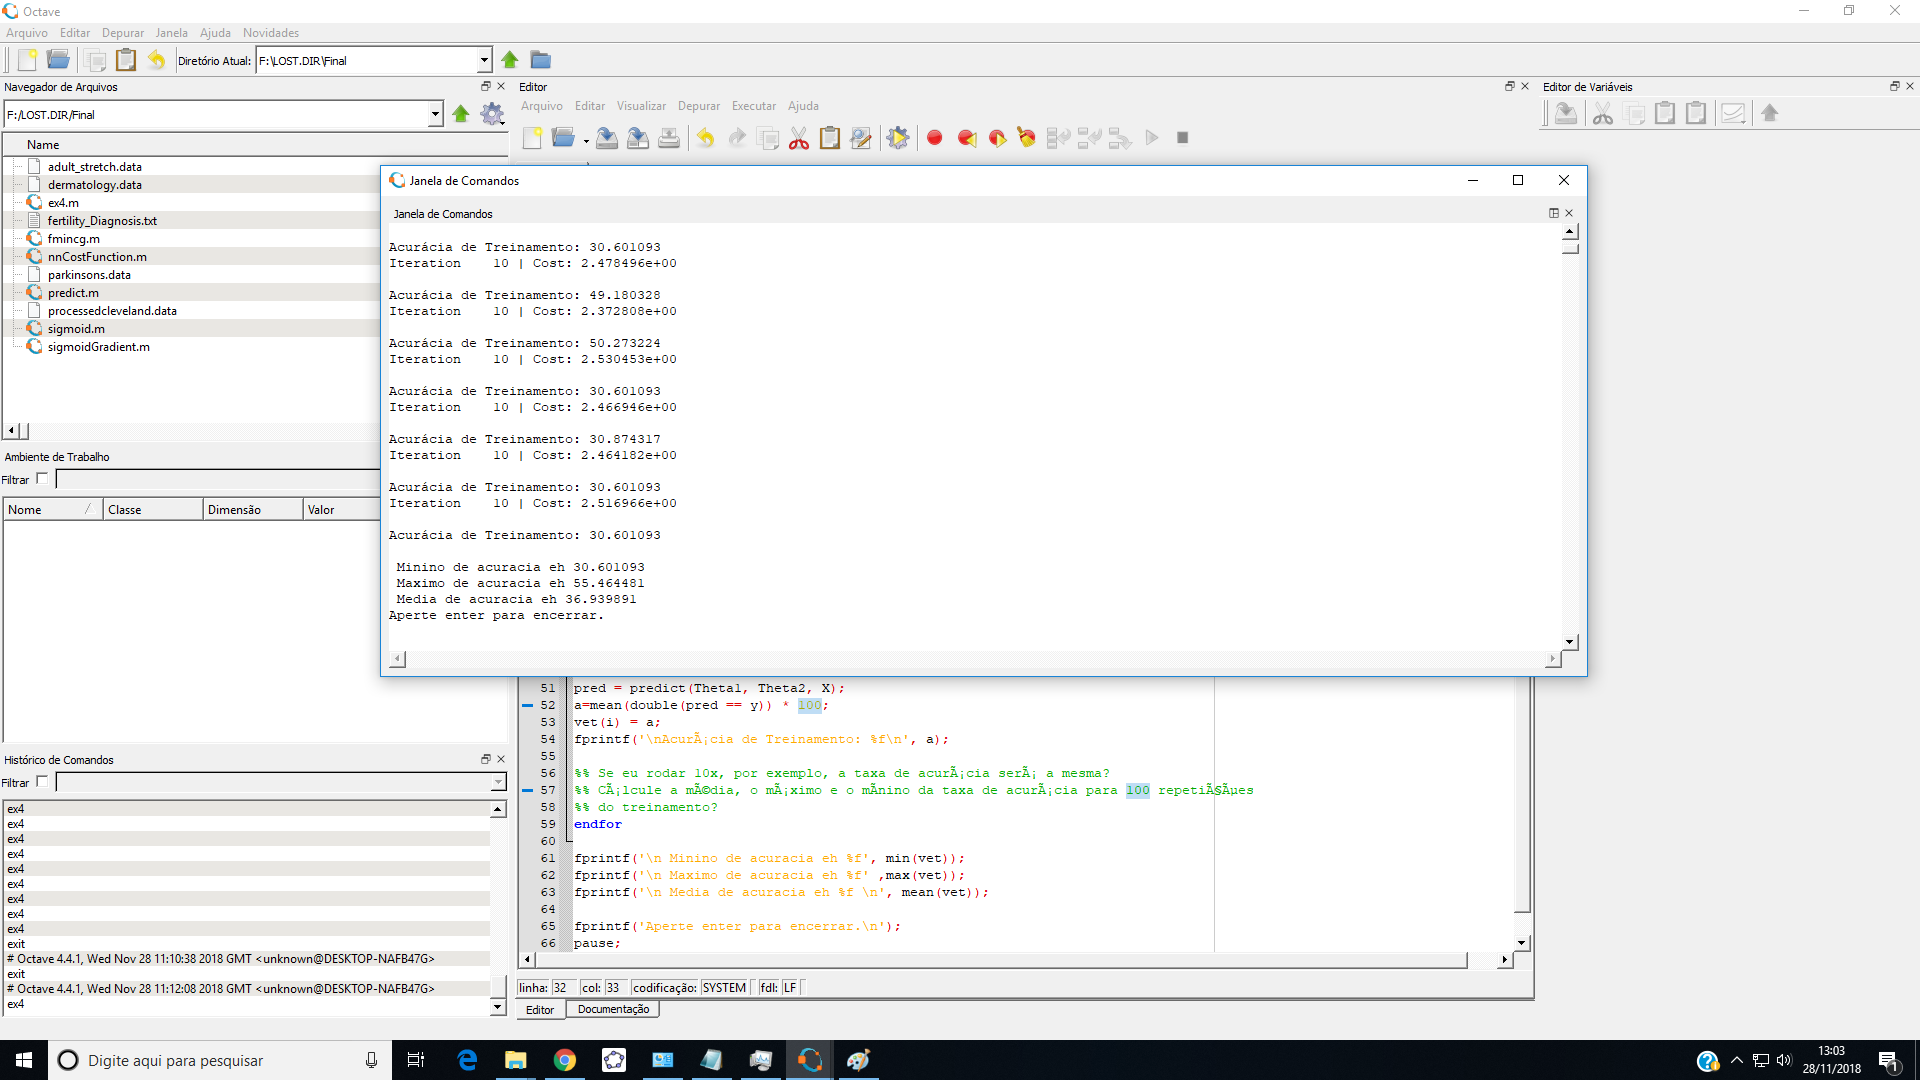 Octave
Arquivo Editar Depurar Janela Ajuda Novidades
Diretório Atual: F:\LOST.DIR\Final
Navegador de Arquivos
F:/LOST.DIR/Final
Name
adult_stretch.data
dermatology.data
ex4.m
fertility_Diagnosis.txt
fmincg.m
nnCostFunction.m
parkinsons.data
predict.m
processedcleveland.data
sigmoid.m
sigmoidGradient.m
Ambiente de Trabalho
Filtrar
Nome Classe Dimensão Valor
Histórico de Comandos
Filtrar
ex4
ex4
ex4
ex4
ex4
ex4
ex4
ex4
ex4
exit
# Octave 4.4.1, Wed Nov 28 11:10:38 2018 GMT <unknown@DESKTOP-NAFB47G>
exit
# Octave 4.4.1, Wed Nov 28 11:12:08 2018 GMT <unknown@DESKTOP-NAFB47G>
ex4
Editor
Arquivo Editar Visualizar Depurar Executar Ajuda
Editor de Variáveis
Janela de Comandos
Janela de Comandos
Acurácia de Treinamento: 30.601093
Iteration    10 | Cost: 2.478496e+00
Acurácia de Treinamento: 49.180328
Iteration    10 | Cost: 2.372808e+00
Acurácia de Treinamento: 50.273224
Iteration    10 | Cost: 2.530453e+00
Acurácia de Treinamento: 30.601093
Iteration    10 | Cost: 2.466946e+00
Acurácia de Treinamento: 30.874317
Iteration    10 | Cost: 2.464182e+00
Acurácia de Treinamento: 30.601093
Iteration    10 | Cost: 2.516966e+00
Acurácia de Treinamento: 30.601093
Minino de acuracia eh 30.601093
Maximo de acuracia eh 55.464481
Media de acuracia eh 36.939891
Aperte enter para encerrar.
51 pred = predict(Theta1, Theta2, X);
52 a=mean(double(pred == y)) * 100;
53 vet(i) = a;
54 fprintf('\nAcurÃ¡cia de Treinamento: %f\n', a);
55
56 %% Se eu rodar 10x, por exemplo, a taxa de acurÃ¡cia serÃ¡ a mesma?
57 %% CÃ¡lcule a mÃ©dia, o mÃ¡ximo e o mÃ­nino da taxa de acurÃ¡cia para 100 repetiÃ§Ãµes
58 %% do treinamento?
59 endfor
60
61 fprintf('\n Minino de acuracia eh %f', min(vet));
62 fprintf('\n Maximo de acuracia eh %f' ,max(vet));
63 fprintf('\n Media de acuracia eh %f \n', mean(vet));
64
65 fprintf('Aperte enter para encerrar.\n');
66 pause;
linha: 32 col: 33 codificação: SYSTEM fdl: LF
Editor Documentação
Digite aqui para pesquisar
13:03
28/11/2018
1